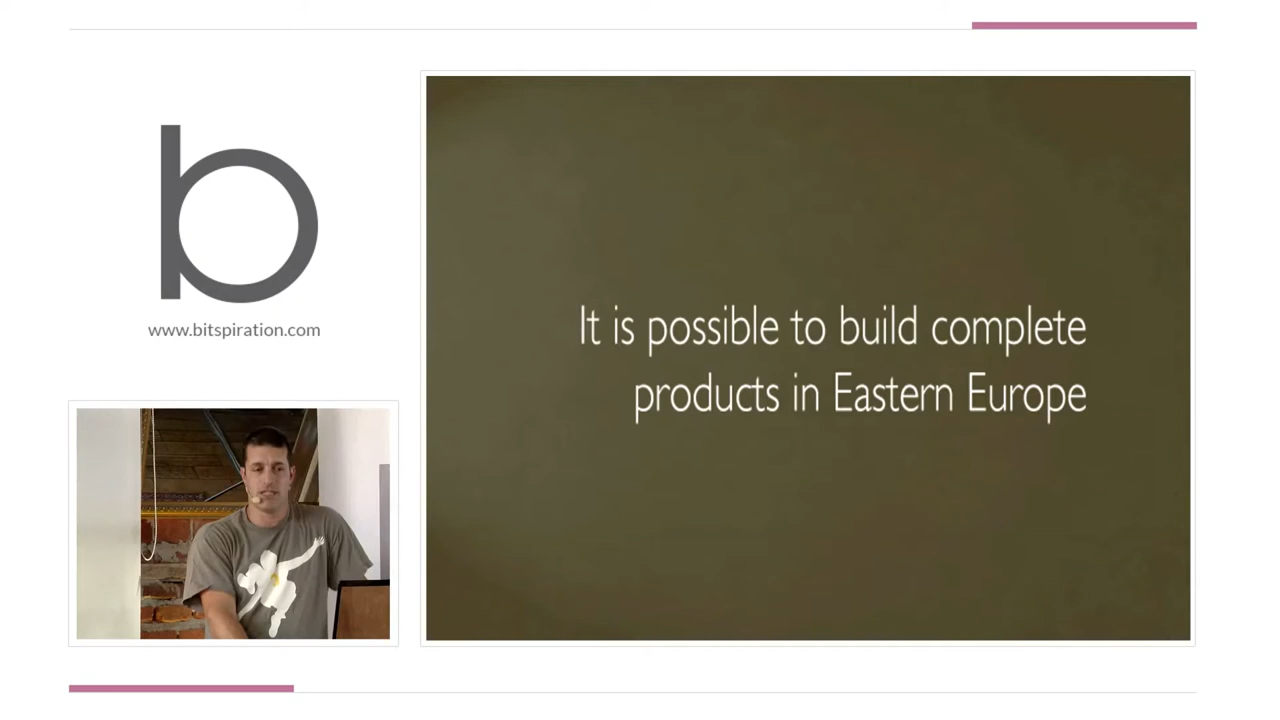 b
www.bitspiration.com
It is possible to build complete
products in Eastern Europe